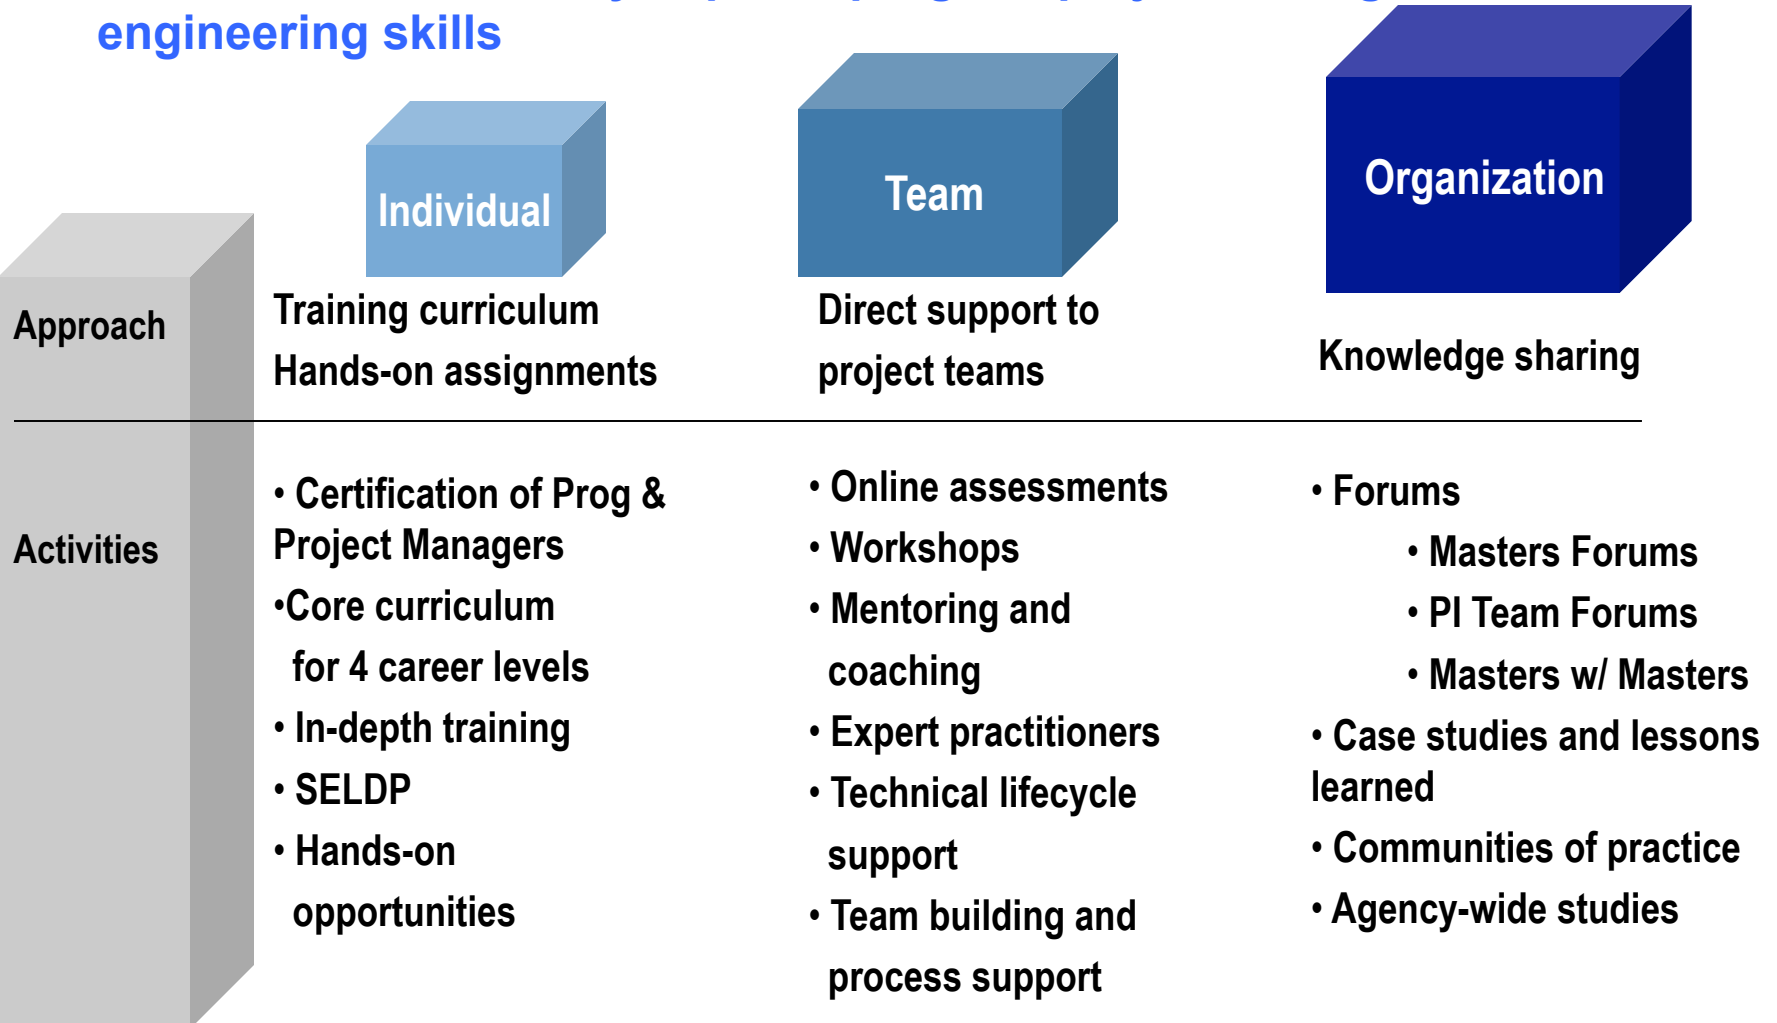 engineering skills
Individual
Team
Organization
Approach
Training curriculum
Hands-on assignments
Direct support to
project teams
Knowledge sharing
Activities
• Certification of Prog &
Project Managers
•Core curriculum
for 4 career levels
• In-depth training
• SELDP
• Hands-on
opportunities
• Online assessments
• Workshops
• Mentoring and
coaching
• Expert practitioners
• Technical lifecycle
support
• Team building and
process support
• Forums
• Masters Forums
• PI Team Forums
• Masters w/ Masters
• Case studies and lessons
learned
• Communities of practice
• Agency-wide studies